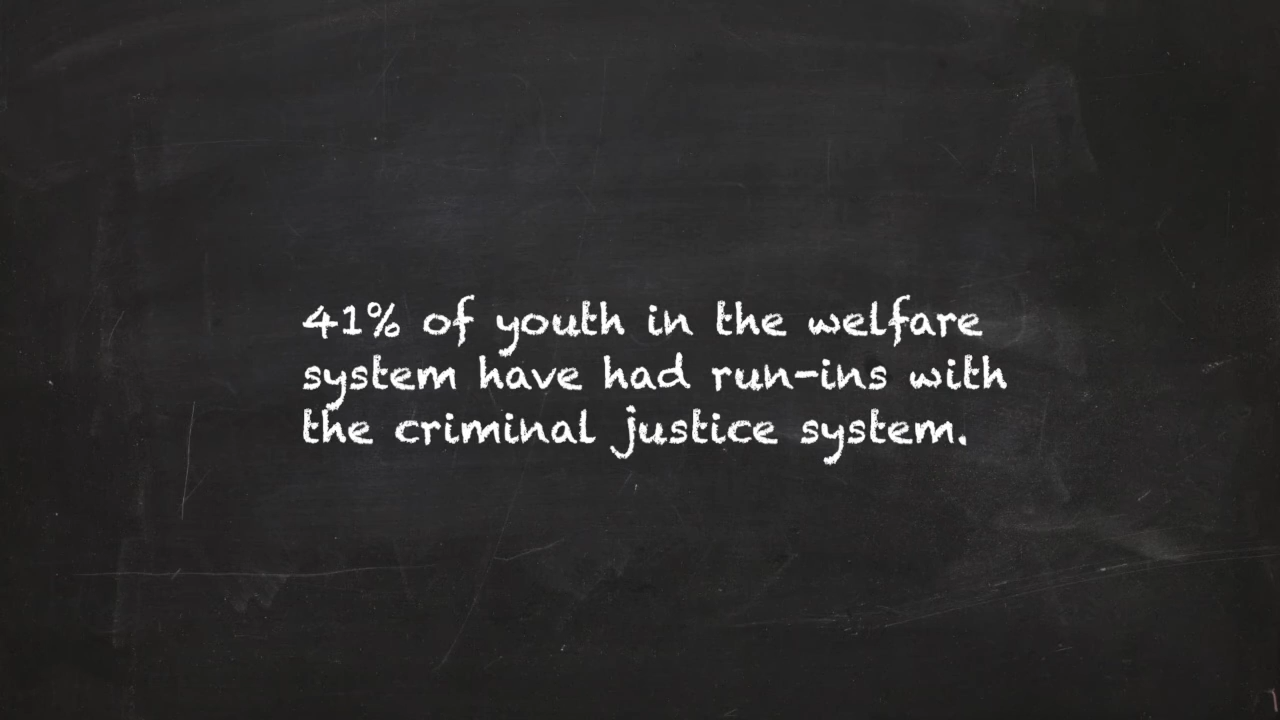 41% of youth in the welfare
system have had run-ins with
the criminal justice system.